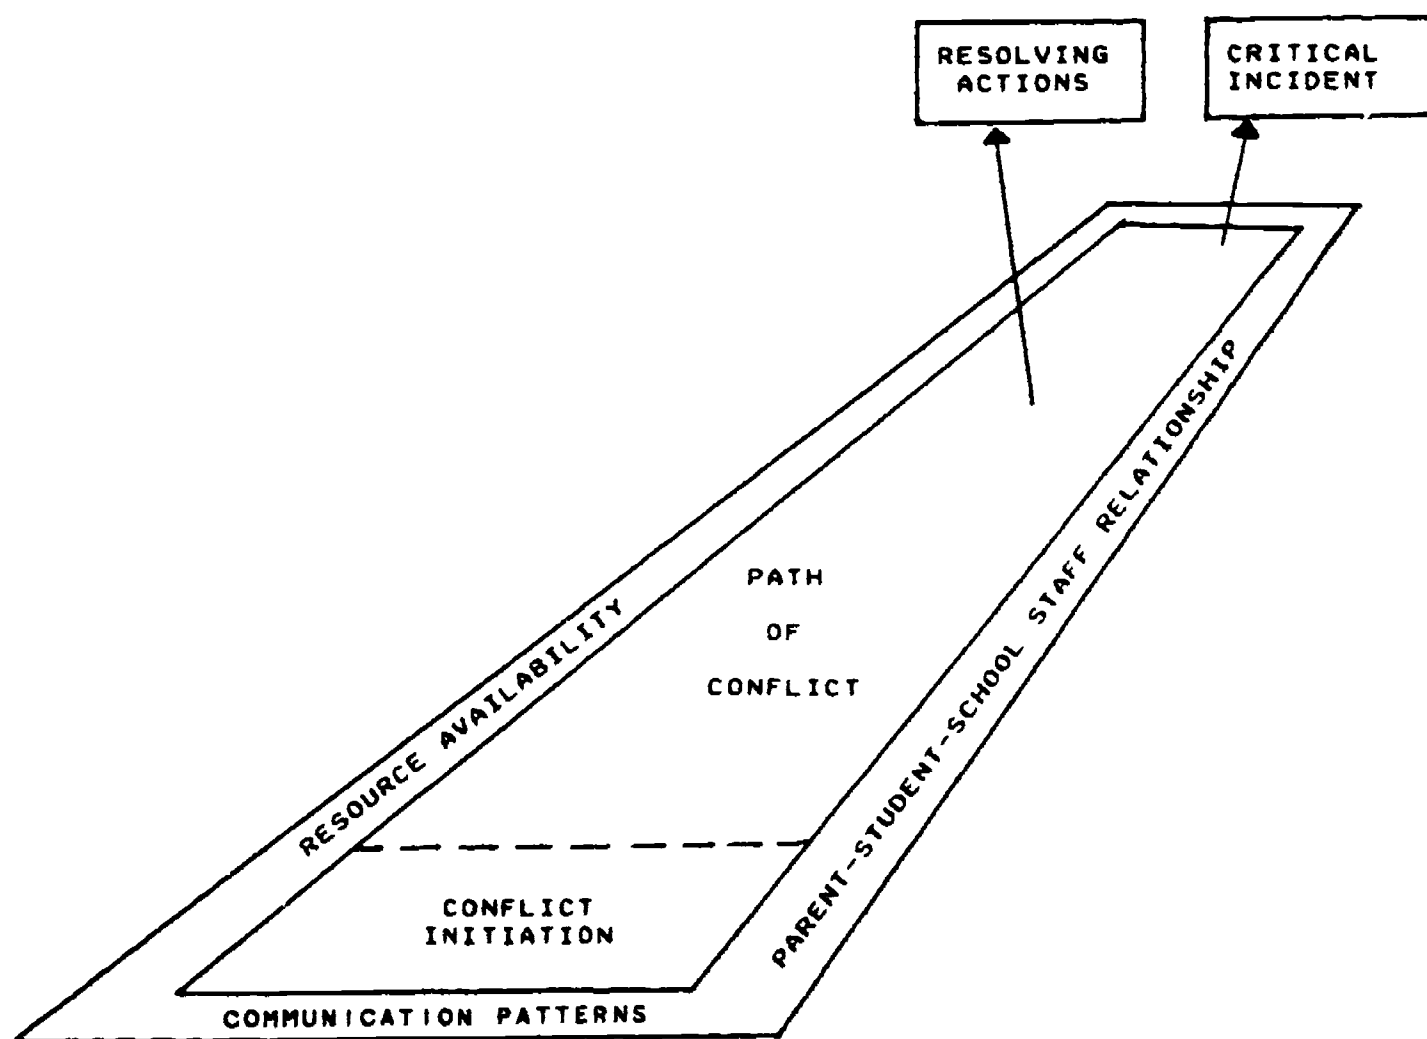 RESOLVING
ACTIONS
CRITICAL
INCIDENT
PATH
OF
CONFLICT
RESOURCE AVAILABILITY
PARENT-STUDENT-SCHOOL STAFF RELATIONSHIP
CONFLICT
INITIATION
COMMUNICATION PATTERNS